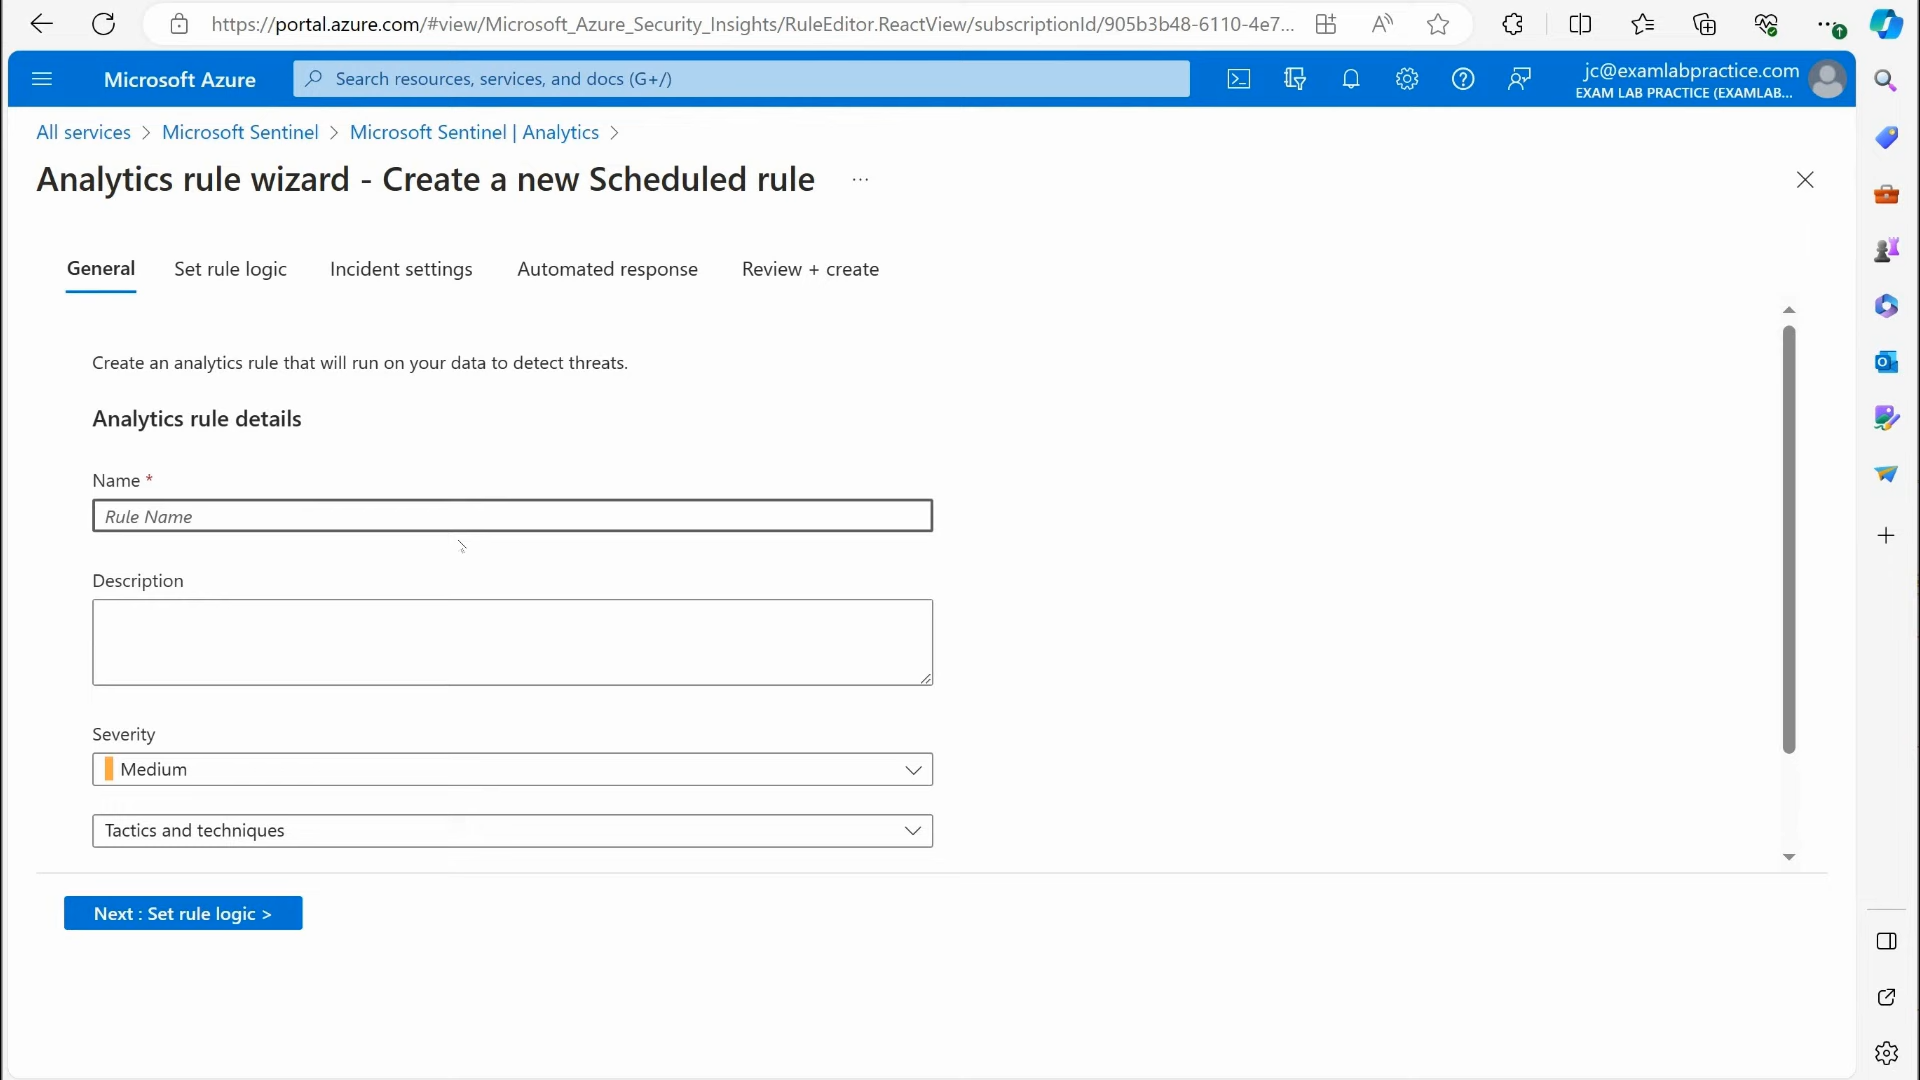 https://portal.azure.com/#view/Microsoft_Azure_Security_Insights/RuleEditor.ReactView/subscriptionId/905b3b48-6110-4e7...
Microsoft Azure
Search resources, services, and docs (G+/)
jc@examlabpractice.com
EXAM LAB PRACTICE (EXAMLAB...
All services > Microsoft Sentinel > Microsoft Sentinel | Analytics >
Analytics rule wizard - Create a new Scheduled rule ...
General Set rule logic Incident settings Automated response Review + create
Create an analytics rule that will run on your data to detect threats.
Analytics rule details
Name *
Rule Name
Description
Severity
Medium
Tactics and techniques
Next : Set rule logic >